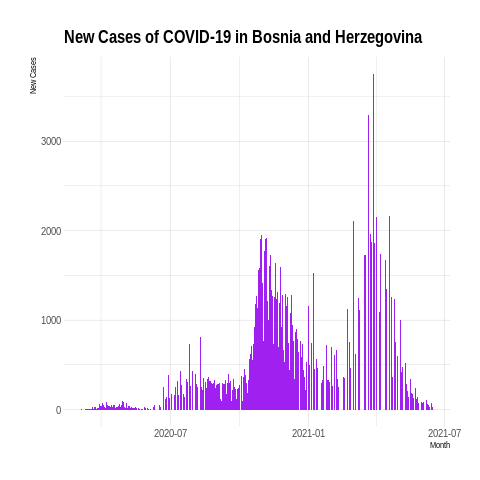 New Cases of COVID-19 in Bosnia and Herzegovina
New Cases
3000
2000
1000
0
2020-07
2021-01
2021-07
Month